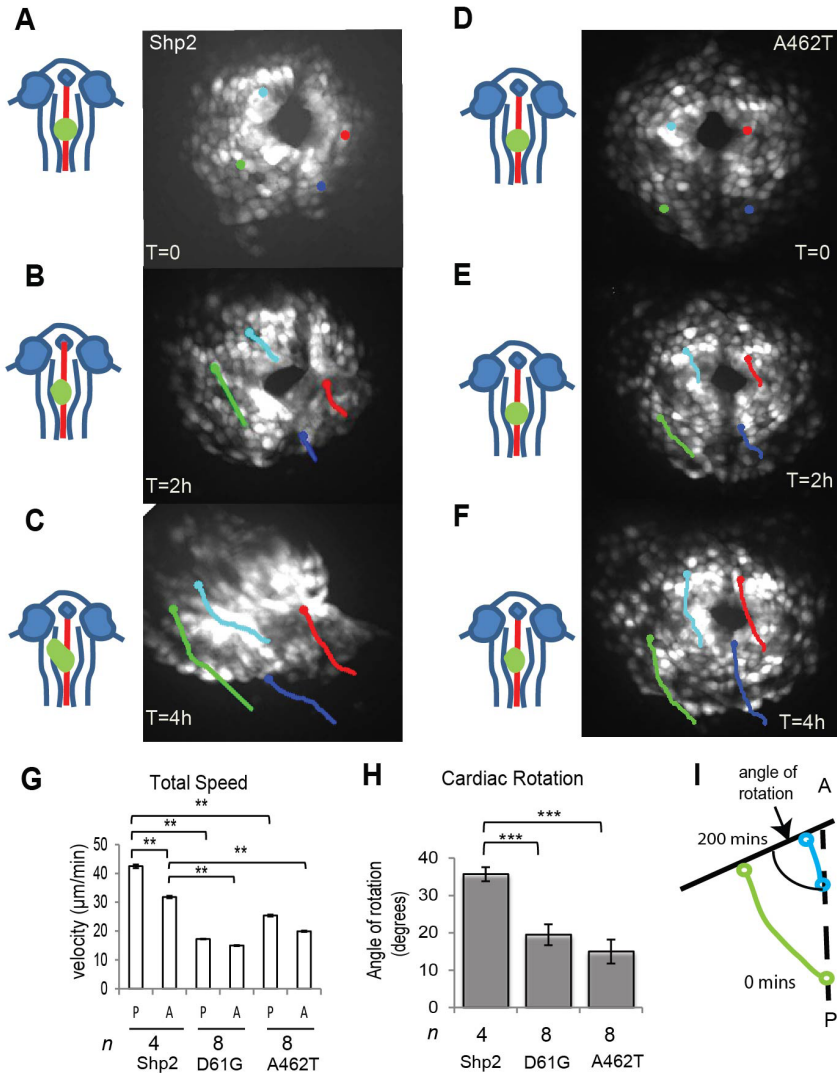 A
Shp2
T=0
B
T=2h
C
T=4h
D
A462T
T=0
E
T=2h
F
T=4h
G
Total Speed
**
**
**
**
**
velocity (μm/min)
50
40
30
20
10
0
P A P A P A
n 4 8 8
Shp2 D61G A462T
H
Cardiac Rotation
***
***
Angle of rotation
(degrees)
40
30
20
10
0
n 4 8 8
Shp2 D61G A462T
I
angle of
rotation
A
200 mins
0 mins
P